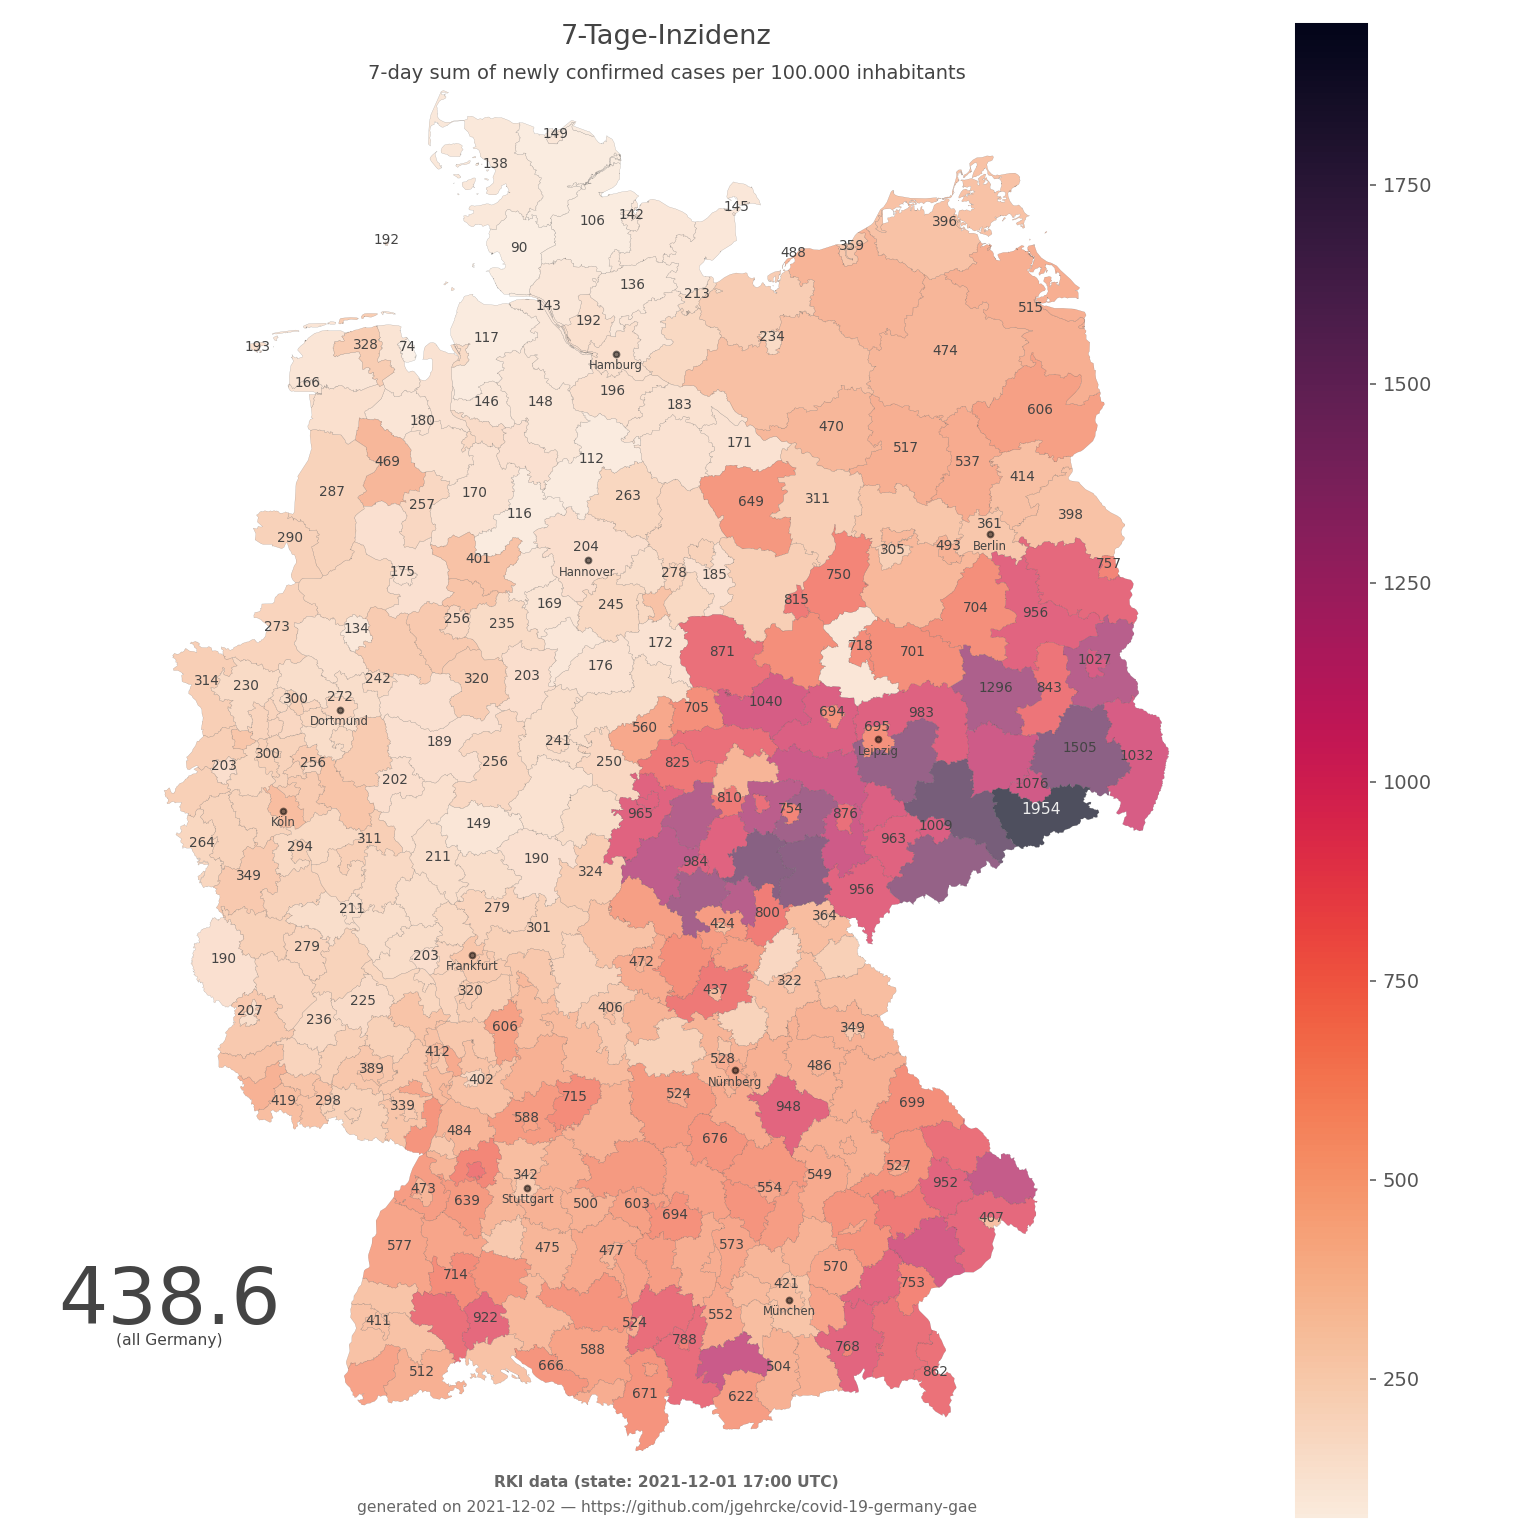 7-Tage-Inzidenz
7-day sum of newly confirmed cases per 100.000 inhabitants
149
138
145
106 142
192
90
396
359
488
136
213
143
192
515
117
234
193 328 74
Hamburg
474
166
196
146 148 183
606
180
470
171
517
469 112 537
414
287 170 263
649 311
257
116 398
361
290
204 305 493 Berlin
401
175 Hannover 278 185 750 757
169 245 815 704 956
256 235
273 134
172 718
871 701
176 1027
314 230 242 320 203 1296 843
300 272
Dortmund
705 1040 694 983
560 695
189 241 1505
300 256 Leipzig
203 256 250 825 1032
202 1076
810
Köln 965 754 876 1954
149 1009
264 294 311 963
211 190 984
349 324
956
211 279 800
424 364
301
279
190 203 Frankfurt 472
320 437 322
225
207 406
236 606 349
412
389 528 486
402 Nürnberg
715 524
419 298 339 588 948 699
484 676
342 527
473 554 549 952
639 Stuttgart 500 603
694 407
577 475 477 573
570
714 421 753
438.6
(all Germany)
München
411 922 524 552
588 788 768
512 666 504 862
671 622
1750
1500
1250
1000
750
500
250
RKI data (state: 2021-12-01 17:00 UTC)
generated on 2021-12-02 — https://github.com/jgehrcke/covid-19-germany-gae